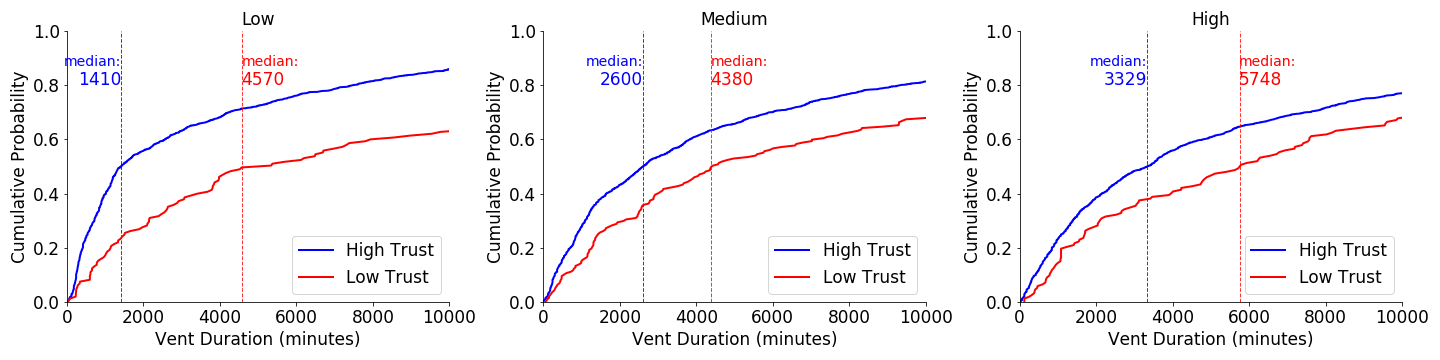 Low
Cumulative Probability
1.0
0.8
0.6
0.4
0.2
0.0
median:
1410
median:
4570
High Trust
Low Trust
0 2000 4000 6000 8000 10000
Vent Duration (minutes)
Medium
Cumulative Probability
1.0
0.8
0.6
0.4
0.2
0.0
median:
2600
median:
4380
High Trust
Low Trust
0 2000 4000 6000 8000 10000
Vent Duration (minutes)
High
Cumulative Probability
1.0
0.8
0.6
0.4
0.2
0.0
median:
3329
median:
5748
High Trust
Low Trust
0 2000 4000 6000 8000 10000
Vent Duration (minutes)